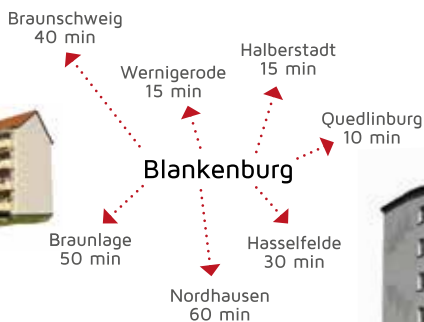 Braunschweig
40 min
Wernigerode
15 min
Halberstadt
15 min
Quedlinburg
10 min
Blankenburg
Braunlage
50 min
Hasselfelde
30 min
Nordhausen
60 min